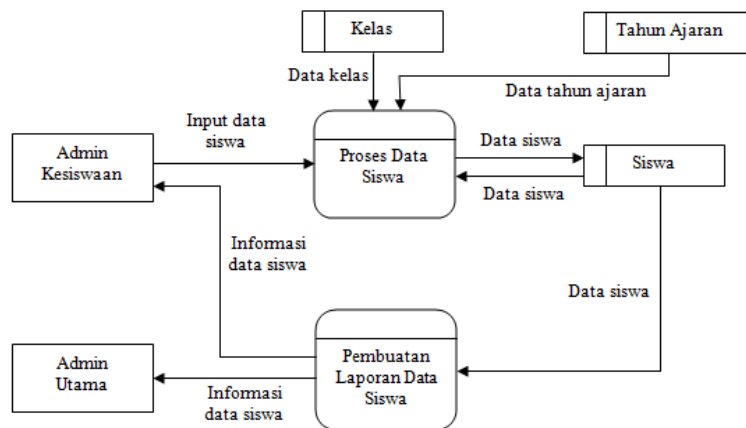 Kelas
Tahun Ajaran
Data kelas
Data tahun ajaran
Input data
siswa
Admin
Kesiswaan
Proses Data
Siswa
Data siswa
Siswa
Data siswa
Informasi
data siswa
Data siswa
Admin
Utama
Pembuatan
Laporan Data
Siswa
Informasi
data siswa